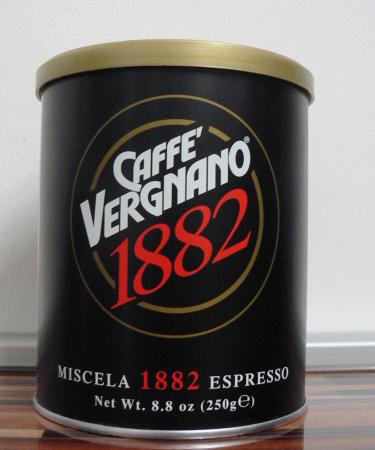 CAFFE'
VERGNANO®
1882
MISCELA 1882 ESPRESSO
Net Wt. 8.8 oz (250g℮)